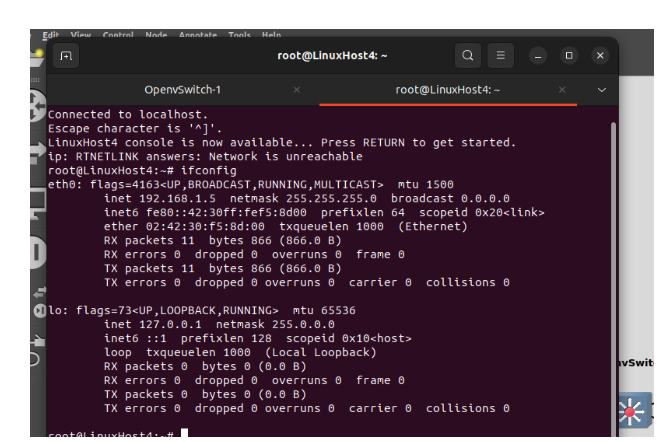 Edit View Control Node Annotate Tools Help
root@LinuxHost4: ~
OpenvSwitch-1
root@LinuxHost4: ~
Connected to localhost.
Escape character is '^]'.
LinuxHost4 console is now available... Press RETURN to get started.
ip: RTNETLINK answers: Network is unreachable
root@LinuxHost4:~# ifconfig
eth0: flags=4163<UP,BROADCAST,RUNNING,MULTICAST>  mtu 1500
        inet 192.168.1.5  netmask 255.255.255.0  broadcast 0.0.0.0
        inet6 fe80::42:30ff:fef5:8d00  prefixlen 64  scopeid 0x20<link>
        ether 02:42:30:f5:8d:00  txqueuelen 1000  (Ethernet)
        RX packets 11  bytes 866 (866.0 B)
        RX errors 0  dropped 0  overruns 0  frame 0
        TX packets 11  bytes 866 (866.0 B)
        TX errors 0  dropped 0 overruns 0  carrier 0  collisions 0
lo: flags=73<UP,LOOPBACK,RUNNING>  mtu 65536
        inet 127.0.0.1  netmask 255.0.0.0
        inet6 ::1  prefixlen 128  scopeid 0x10<host>
        loop  txqueuelen 1000  (Local Loopback)
        RX packets 0  bytes 0 (0.0 B)
        RX errors 0  dropped 0  overruns 0  frame 0
        TX packets 0  bytes 0 (0.0 B)
        TX errors 0  dropped 0 overruns 0  carrier 0  collisions 0
nvSwit
root@LinuxHost4:~#